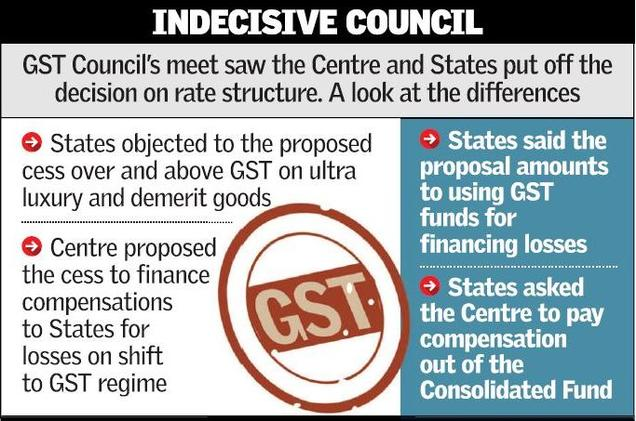 INDECISIVE COUNCIL
GST Council's meet saw the Centre and States put off the
decision on rate structure. A look at the differences
States objected to the proposed
cess over and above GST on ultra
luxury and demerit goods
Centre proposed
the cess to finance
compensations
to States for
losses on shift
to GST regime
G.S.T.
States said the
proposal amounts
to using GST
funds for
financing losses
States asked
the Centre to pay
compensation
out of the
Consolidated Fund